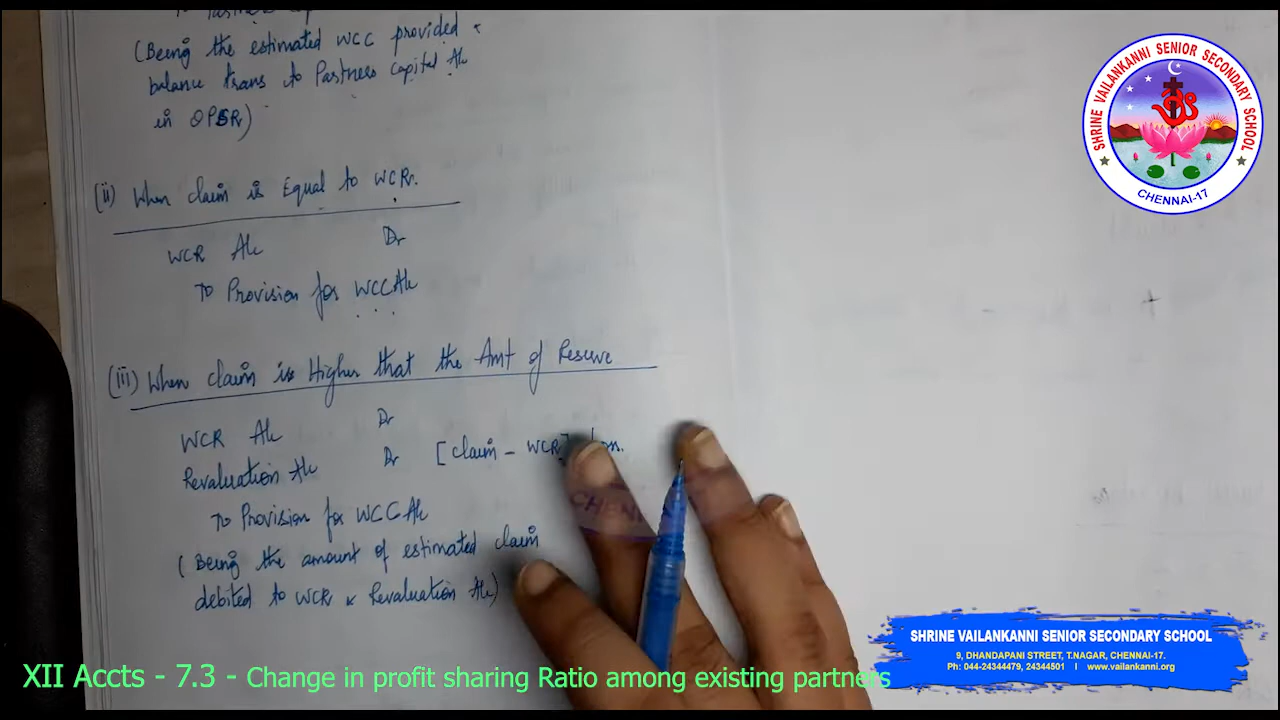 (Being the estimated WCC provided &
balance trans to Partners Capital A/c
in OPSR)
(ii) When claim is Equal to WCR.
WCR A/c Dr
To Provision for WCC A/c
(iii) When claim is Higher that the Amt of Reserve
WCR A/c Dr
Revaluation A/c Dr [claim - WCR]
To Provision for WCC A/c
(Being the amount of estimated claim
debited to WCR & Revaluation A/c)
SHRINE VAILANKANNI SENIOR SECONDARY SCHOOL
CHENNAI-17
SHRINE VAILANKANNI SENIOR SECONDARY SCHOOL
9, DHANDAPANI STREET, T.NAGAR, CHENNAI-17.
Ph: 044-24344479, 24344501 I www.vailankanni.org
XII Accts - 7.3 - Change in profit sharing Ratio among existing partners